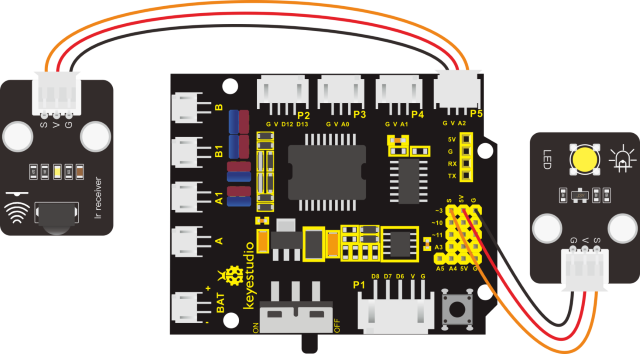 S V G
Ir receiver
B
B1
A1
A
BAT
+
-
P2
G V D12 D13
P3
G V A0
P4
G V A1
P5
G V A2
5V
G
RX
TX
S 5V G
~3
~10
~11
A3
A5 A4 5V G
keyestudio
P1
D8 D7 D6 V G
ON
OFF
LED
G V S